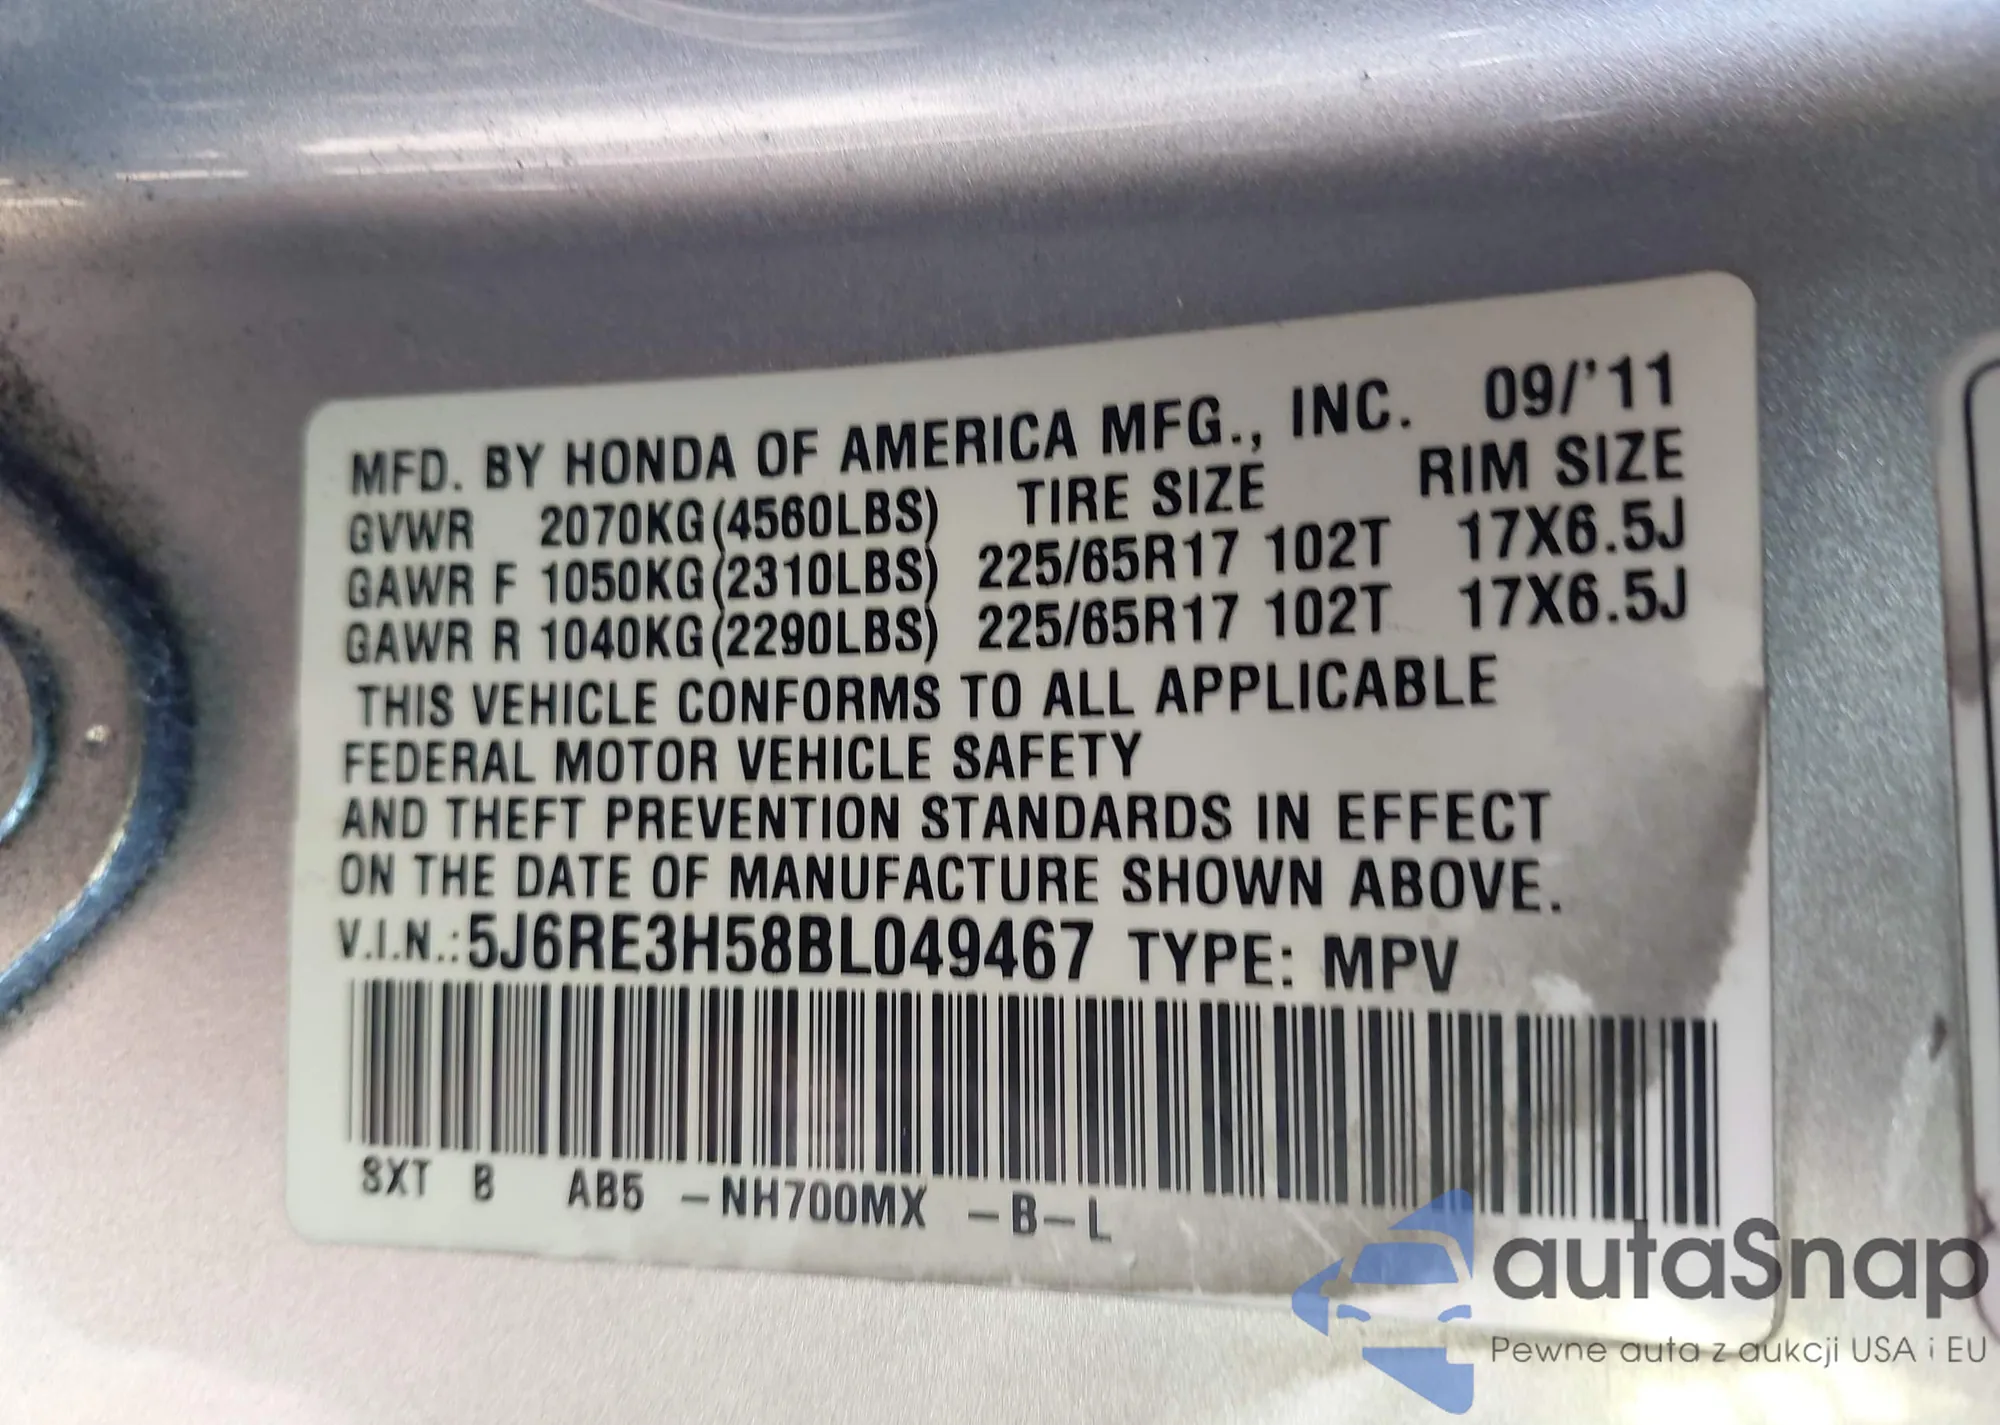 MFD. BY HONDA OF AMERICA MFG., INC. 09/'11
GVWR 2070KG(4560LBS) TIRE SIZE RIM SIZE
GAWR F 1050KG(2310LBS) 225/65R17 102T 17X6.5J
GAWR R 1040KG(2290LBS) 225/65R17 102T 17X6.5J
THIS VEHICLE CONFORMS TO ALL APPLICABLE
FEDERAL MOTOR VEHICLE SAFETY
AND THEFT PREVENTION STANDARDS IN EFFECT
ON THE DATE OF MANUFACTURE SHOWN ABOVE.
V.I.N.:5J6RE3H58BL049467 TYPE: MPV
SXT B AB5 -NH700MX -B-L
autaSnap
Pewne auta z aukcji USA i EU